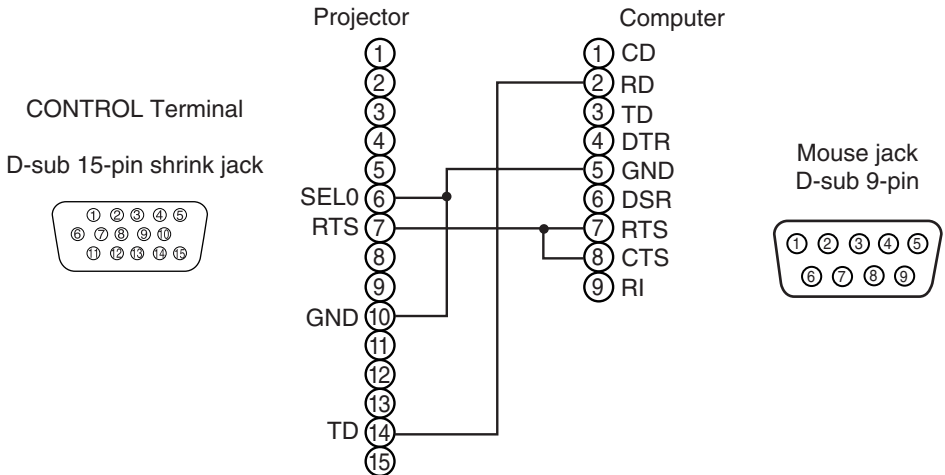 Projector
Computer
CONTROL Terminal
D-sub 15-pin shrink jack
① ② ③ ④ ⑤
⑥ ⑦ ⑧ ⑨ ⑩
⑪ ⑫ ⑬ ⑭ ⑮
①
②
③
④
⑤
SEL0 ⑥
RTS ⑦
⑧
⑨
GND ⑩
⑪
⑫
⑬
TD ⑭
⑮
① CD
② RD
③ TD
④ DTR
⑤ GND
⑥ DSR
⑦ RTS
⑧ CTS
⑨ RI
Mouse jack
D-sub 9-pin
① ② ③ ④ ⑤
⑥ ⑦ ⑧ ⑨